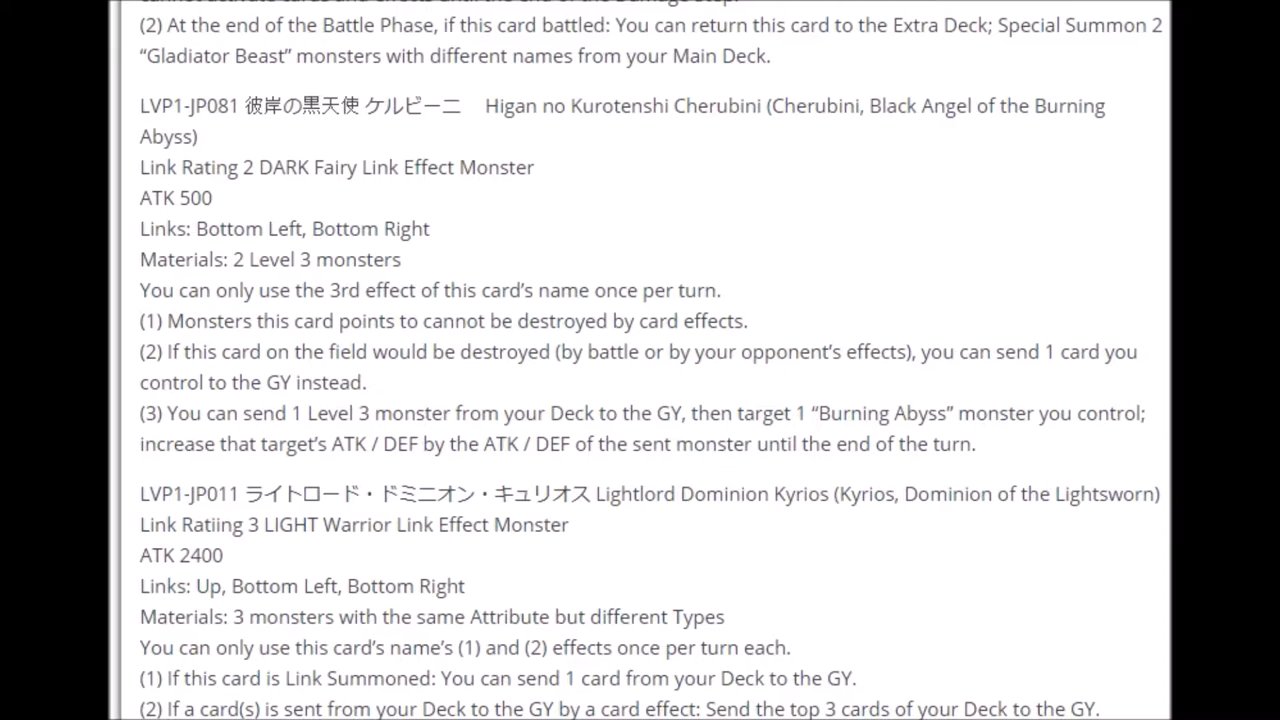 (2) At the end of the Battle Phase, if this card battled: You can return this card to the Extra Deck; Special Summon 2
“Gladiator Beast” monsters with different names from your Main Deck.
LVP1-JP081 彼岸の黒天使 ケルビーニ Higan no Kurotenshi Cherubini (Cherubini, Black Angel of the Burning
Abyss)
Link Rating 2 DARK Fairy Link Effect Monster
ATK 500
Links: Bottom Left, Bottom Right
Materials: 2 Level 3 monsters
You can only use the 3rd effect of this card’s name once per turn.
(1) Monsters this card points to cannot be destroyed by card effects.
(2) If this card on the field would be destroyed (by battle or by your opponent’s effects), you can send 1 card you
control to the GY instead.
(3) You can send 1 Level 3 monster from your Deck to the GY, then target 1 “Burning Abyss” monster you control;
increase that target’s ATK / DEF by the ATK / DEF of the sent monster until the end of the turn.
LVP1-JP011 ライトロード・ドミニオン・キュリオス Lightlord Dominion Kyrios (Kyrios, Dominion of the Lightsworn)
Link Ratiing 3 LIGHT Warrior Link Effect Monster
ATK 2400
Links: Up, Bottom Left, Bottom Right
Materials: 3 monsters with the same Attribute but different Types
You can only use this card’s name’s (1) and (2) effects once per turn each.
(1) If this card is Link Summoned: You can send 1 card from your Deck to the GY.
(2) If a card(s) is sent from your Deck to the GY by a card effect: Send the top 3 cards of your Deck to the GY.